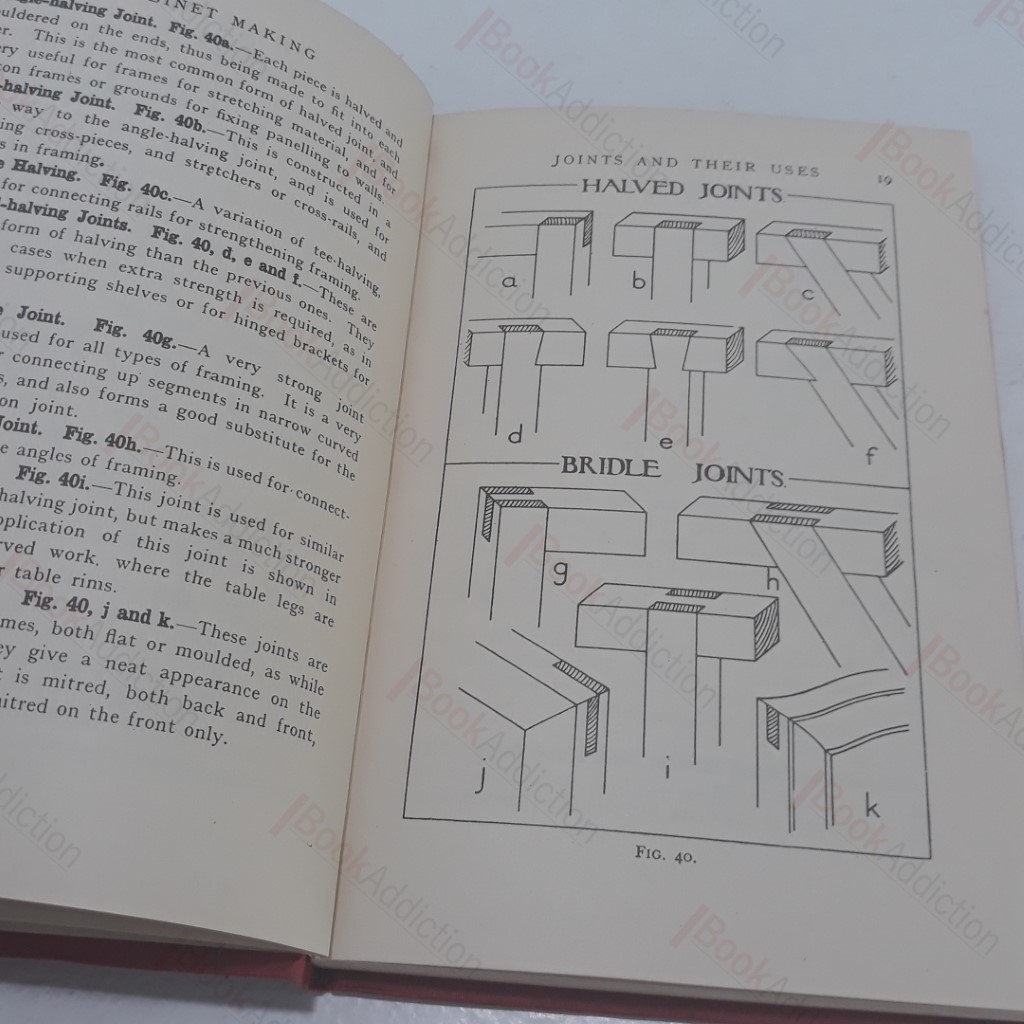 BINET MAKING
gle-halving Joint. Fig. 40a.—Each piece is halved and
uldered on the ends, thus being made to fit into each
er. This is the most common form of halved joint, and
ery useful for frames for stretching material, and for
ton frames or grounds for fixing panelling to walls.
-halving Joint. Fig. 40b.—This is constructed in a
way to the angle-halving joint, and is used for
ing cross-pieces, and stretchers or cross-rails, and
s in framing.
e Halving. Fig. 40c.—A variation of tee-halving,
for connecting rails for strengthening framing.
l-halving Joints. Fig. 40, d, e and f.—These are
form of halving than the previous ones. They
cases when extra strength is required, as in
supporting shelves or for hinged brackets for
e Joint. Fig. 40g.—A very strong joint
used for all types of framing. It is a very
r connecting up segments in narrow curved
s, and also forms a good substitute for the
on joint.
Joint. Fig. 40h.—This is used for connect-
e angles of framing.
Fig. 40i.—This joint is used for similar
halving joint, but makes a much stronger
pplication of this joint is shown in
rved work, where the table legs are
r table rims.
Fig. 40, j and k.—These joints are
mes, both flat or moulded, as while
ey give a neat appearance on the
t is mitred, both back and front,
nitred on the front only.
JOINTS AND THEIR USES 19
HALVED JOINTS
a b c
d e f
BRIDLE JOINTS.
g h
j i k
FIG. 40.
BookAddiction